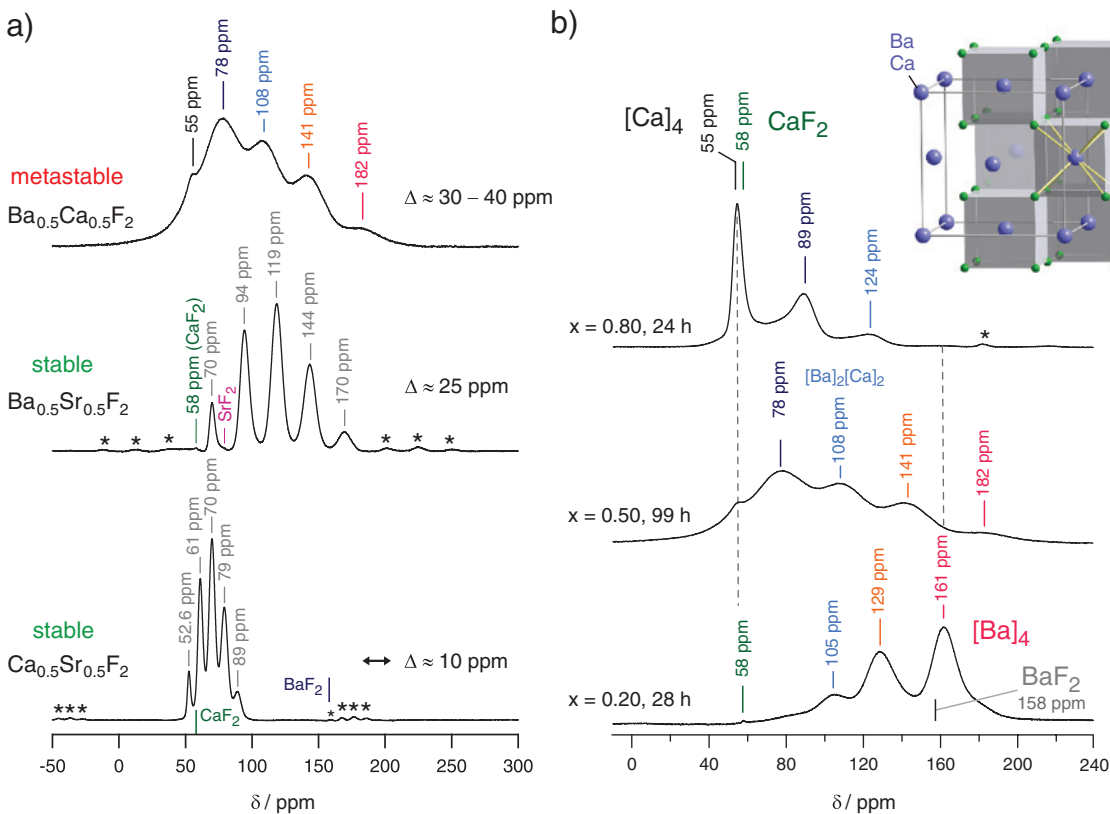 a)
55 ppm
78 ppm
108 ppm
141 ppm
182 ppm
metastable
Ba0.5Ca0.5F2
Δ ≈ 30 – 40 ppm
58 ppm (CaF2)
70 ppm
SrF2
94 ppm
119 ppm
144 ppm
170 ppm
stable
Ba0.5Sr0.5F2
Δ ≈ 25 ppm
* * * * * *
52.6 ppm
61 ppm
70 ppm
79 ppm
89 ppm
stable
Ca0.5Sr0.5F2
Δ ≈ 10 ppm
BaF2
*** ****
CaF2
-50 0 50 100 150 200 250 300
δ / ppm
b)
Ba
Ca
[Ca]4
55 ppm
58 ppm
CaF2
89 ppm
124 ppm
x = 0.80, 24 h
*
78 ppm
[Ba]2[Ca]2
108 ppm
141 ppm
182 ppm
x = 0.50, 99 h
58 ppm
105 ppm
129 ppm
161 ppm
[Ba]4
x = 0.20, 28 h
BaF2
158 ppm
0 40 80 120 160 200 240
δ / ppm